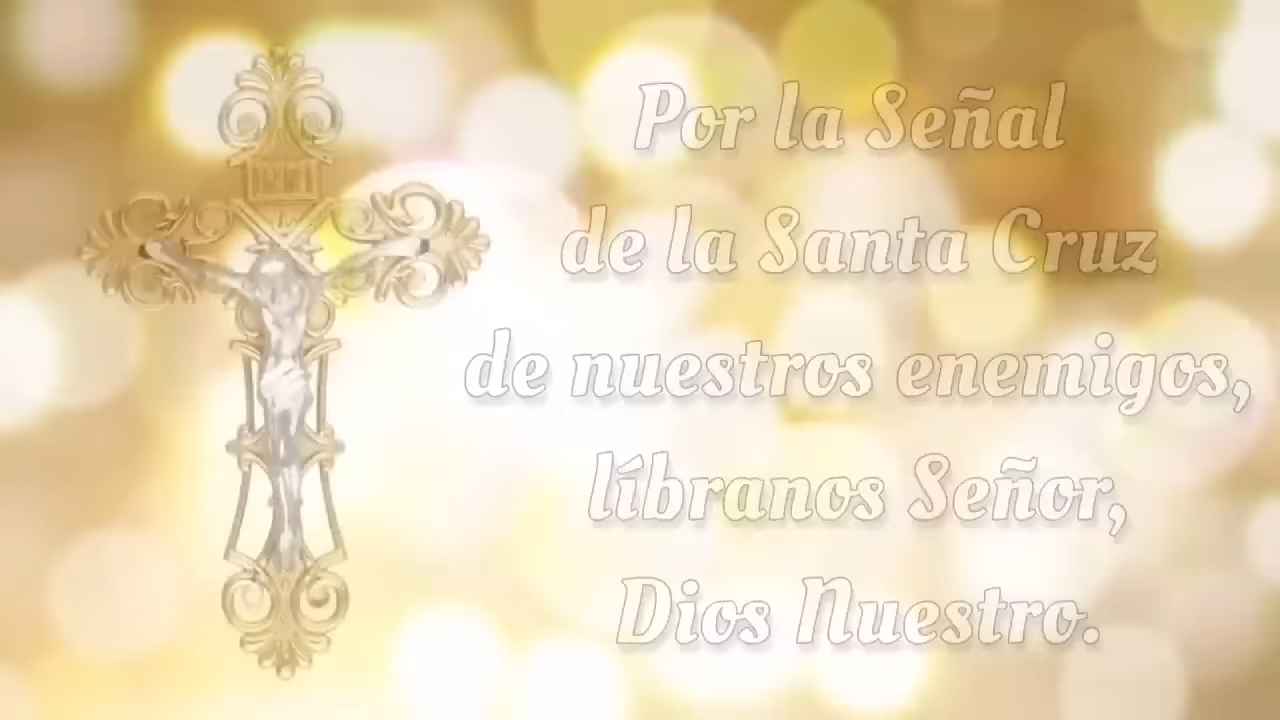 Por la Señal
de la Santa Cruz
de nuestros enemigos,
líbranos Señor,
Dios Nuestro.